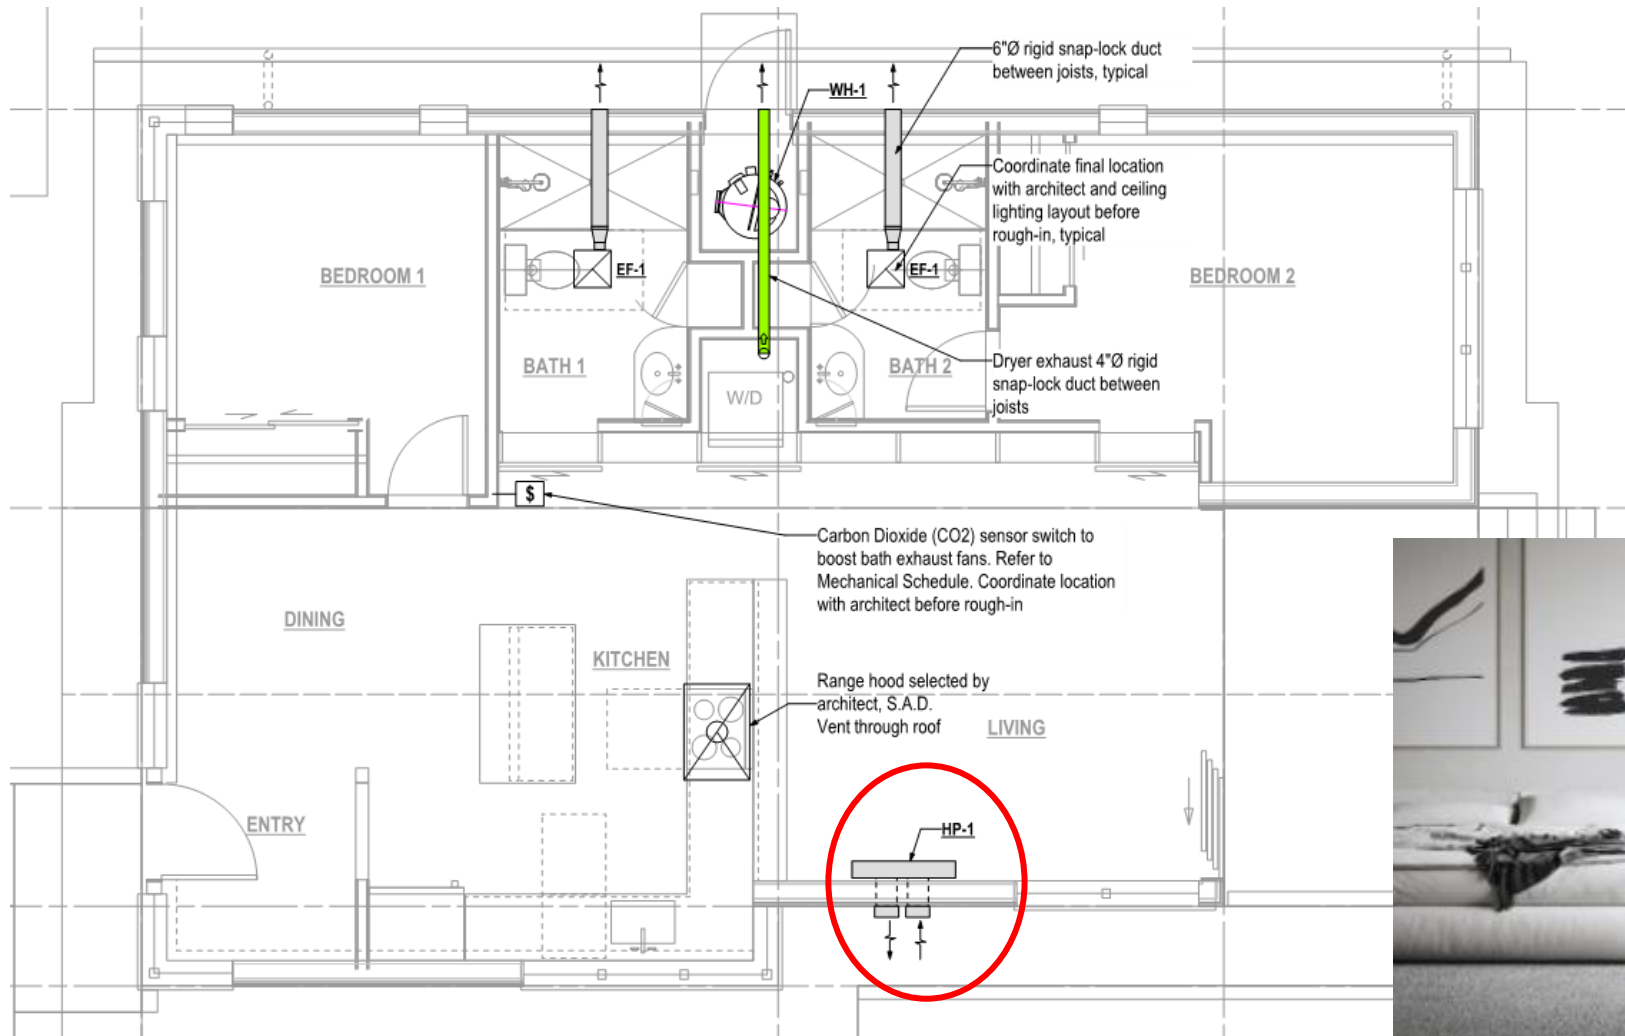 6"Ø rigid snap-lock duct
between joists, typical
WH-1
Coordinate final location
with architect and ceiling
lighting layout before
rough-in, typical
BEDROOM 1
EF-1
EF-1
BEDROOM 2
BATH 1
BATH 2
Dryer exhaust 4"Ø rigid
snap-lock duct between
joists
W/D
$
Carbon Dioxide (CO2) sensor switch to
boost bath exhaust fans. Refer to
Mechanical Schedule. Coordinate location
with architect before rough-in
DINING
KITCHEN
Range hood selected by
architect, S.A.D.
Vent through roof
LIVING
ENTRY
HP-1